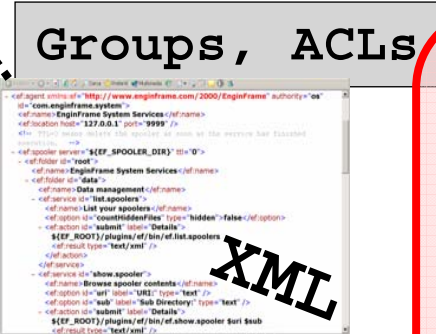 Groups, ACLs
- <ef:agent xmlns:ef="http://www.enginframe.com/2000/EnginFrame" authority="os"
id="com.enginframe.system">
<ef:name>EnginFrame System Services</ef:name>
<ef:location host="127.0.0.1" port="9999" />
- <ef:spooler server="${EF_SPOOLER_DIR}" ttl="0">
- <ef:folder id="root">
<ef:name>EnginFrame System Services</ef:name>
- <ef:folder id="data">
<ef:name>Data management</ef:name>
- <ef:service id="list.spoolers">
<ef:name>List your spoolers</ef:name>
<ef:option id="countHiddenFiles" type="hidden">false</ef:option>
- <ef:action id="submit" label="Details">
${EF_ROOT}/plugins/ef/bin/ef.list.spoolers
<ef:result type="text/xml" />
</ef:action>
</ef:service>
- <ef:service id="show.spooler">
<ef:name>Browse spooler contents</ef:name>
<ef:option id="uri" label="URI:" type="text" />
<ef:option id="sub" label="Sub Directory:" type="text" />
- <ef:action id="submit" label="Details">
${EF_ROOT}/plugins/ef/bin/ef.show.spooler $uri $sub
<ef:result type="text/xml" />
XML